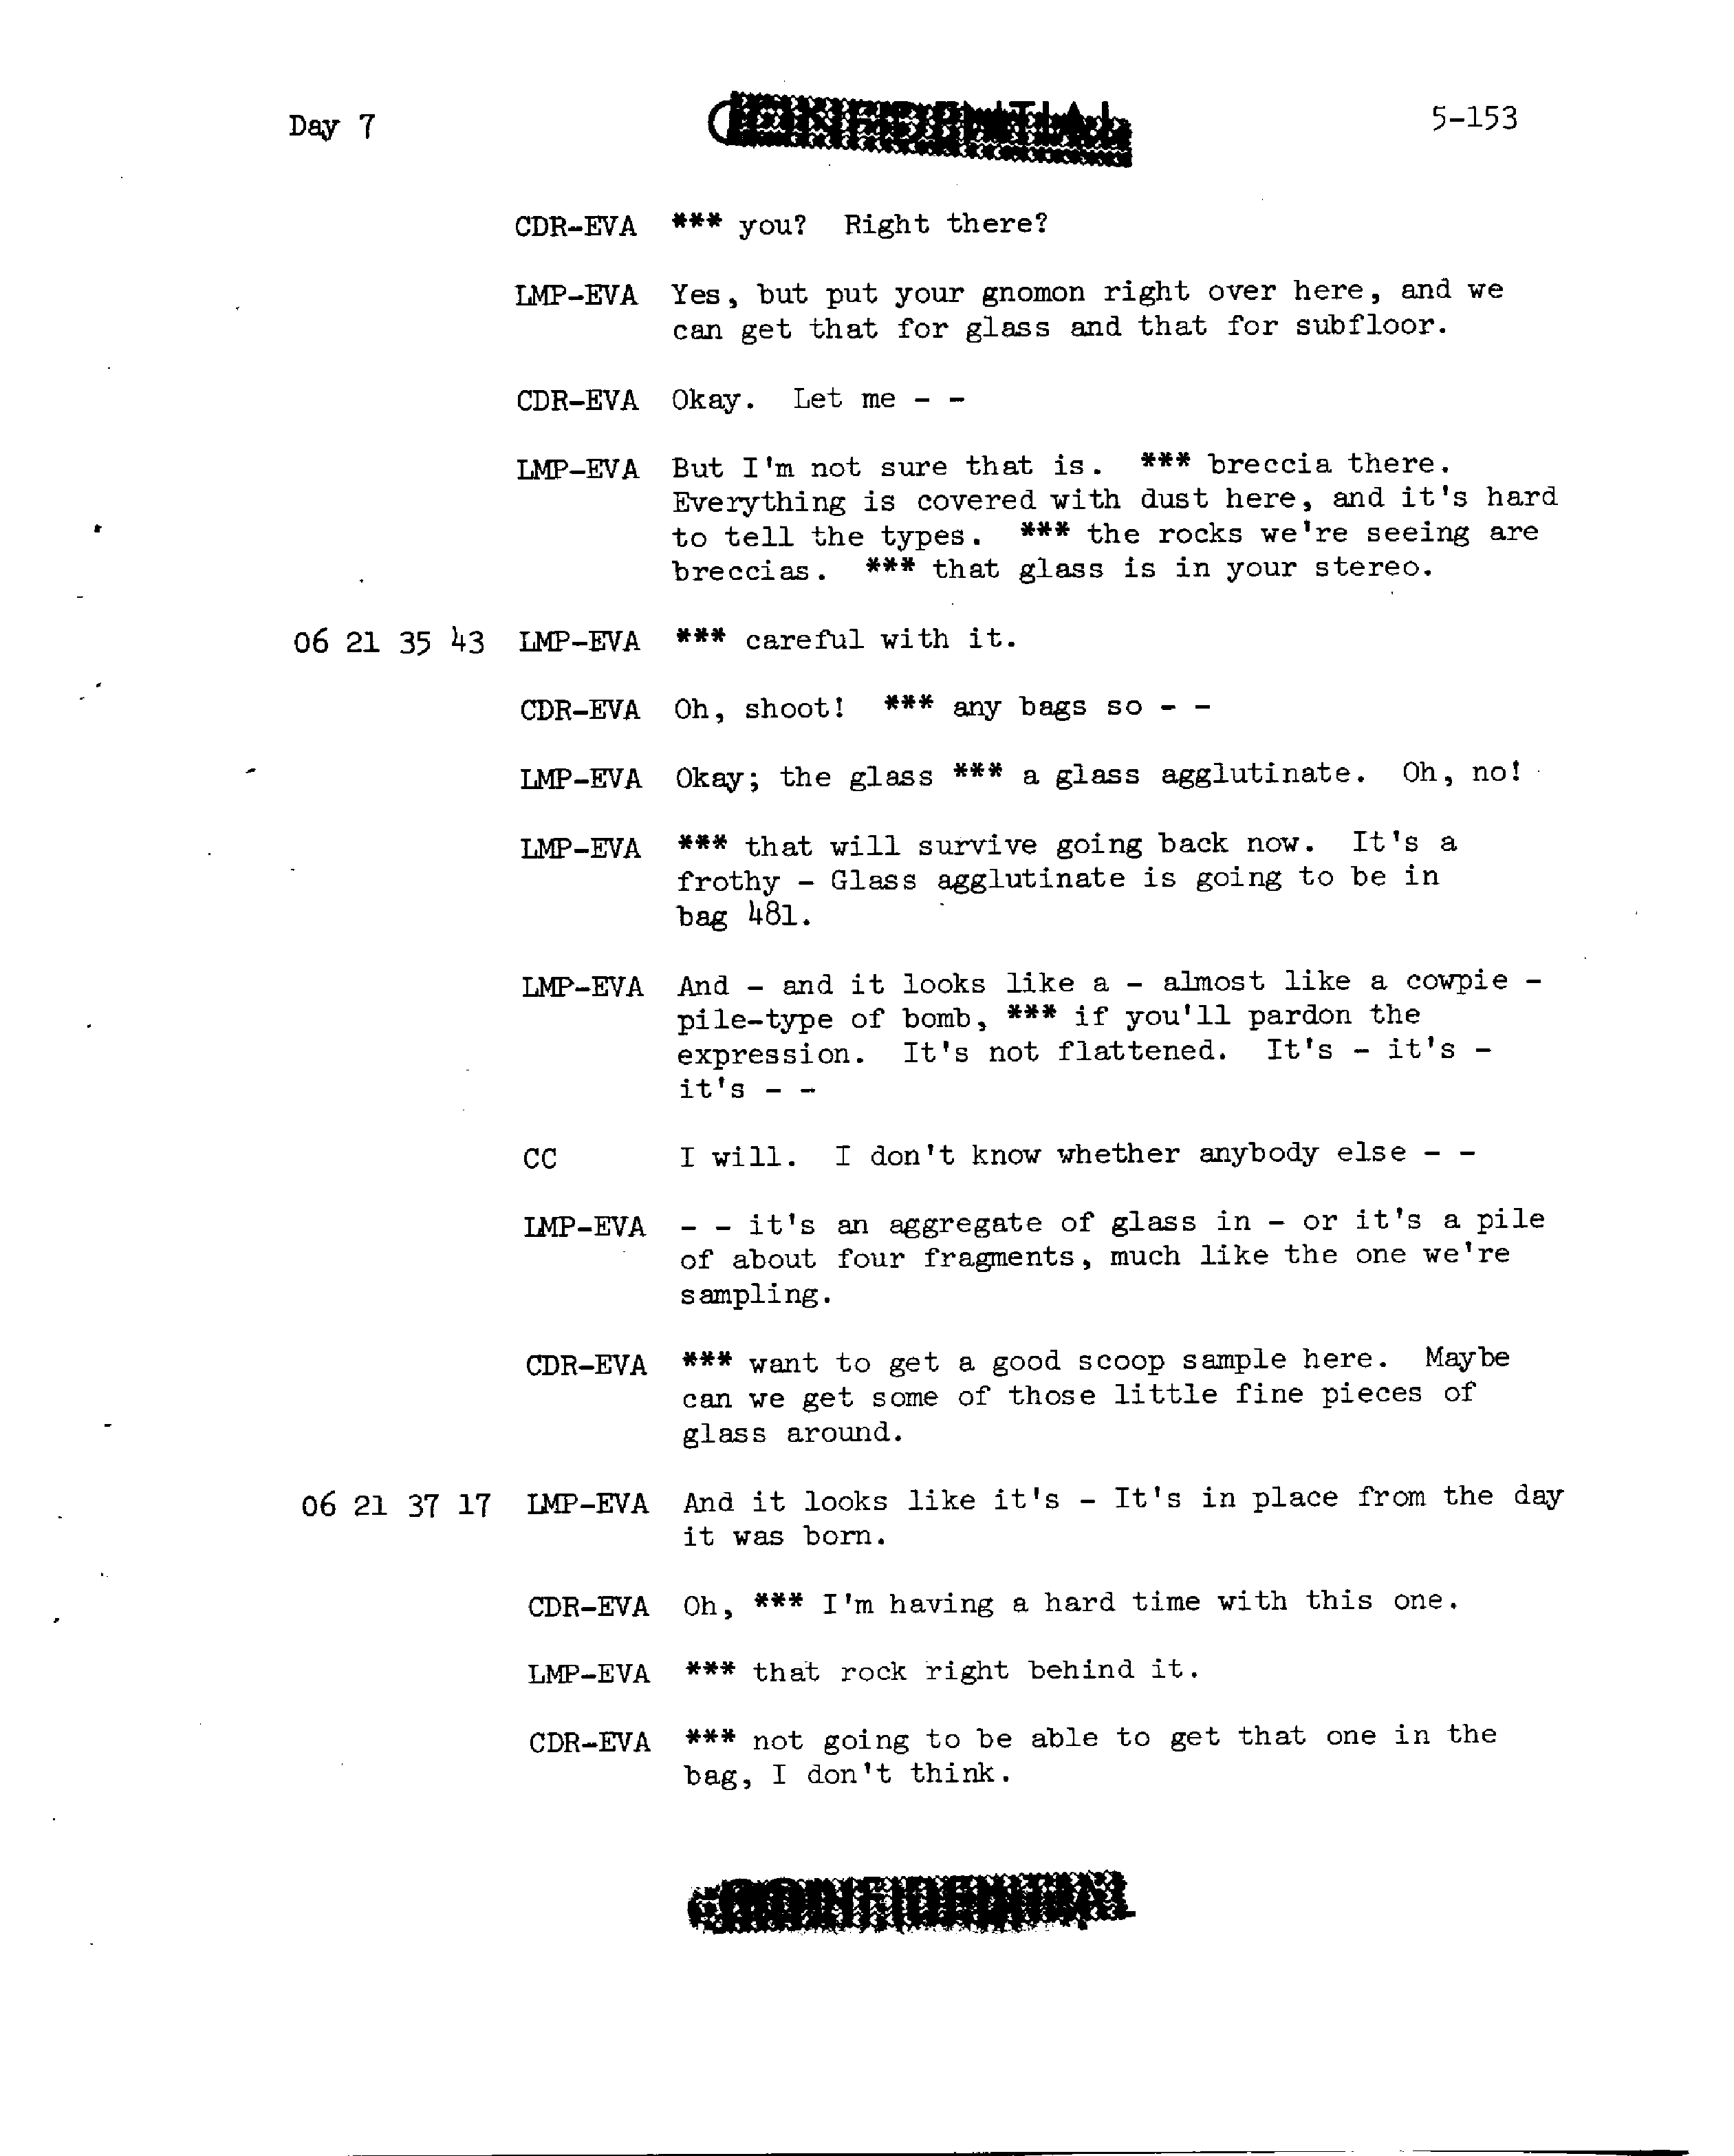 Day 7
CONFIDENTIAL
5-153
CDR-EVA *** you? Right there?
LMP-EVA Yes, but put your gnomon right over here, and we
can get that for glass and that for subfloor.
CDR-EVA Okay. Let me - -
LMP-EVA But I'm not sure that is. *** breccia there.
Everything is covered with dust here, and it's hard
to tell the types. *** the rocks we're seeing are
breccias. *** that glass is in your stereo.
06 21 35 43 LMP-EVA *** careful with it.
CDR-EVA Oh, shoot! *** any bags so - -
LMP-EVA Okay; the glass *** a glass agglutinate. Oh, no!
LMP-EVA *** that will survive going back now. It's a
frothy - Glass agglutinate is going to be in
bag 481.
LMP-EVA And - and it looks like a - almost like a cowpie -
pile-type of bomb, *** if you'll pardon the
expression. It's not flattened. It's - it's -
it's - -
CC I will. I don't know whether anybody else - -
LMP-EVA - - it's an aggregate of glass in - or it's a pile
of about four fragments, much like the one we're
sampling.
CDR-EVA *** want to get a good scoop sample here. Maybe
can we get some of those little fine pieces of
glass around.
06 21 37 17 LMP-EVA And it looks like it's - It's in place from the day
it was born.
CDR-EVA Oh, *** I'm having a hard time with this one.
LMP-EVA *** that rock right behind it.
CDR-EVA *** not going to be able to get that one in the
bag, I don't think.
CONFIDENTIAL